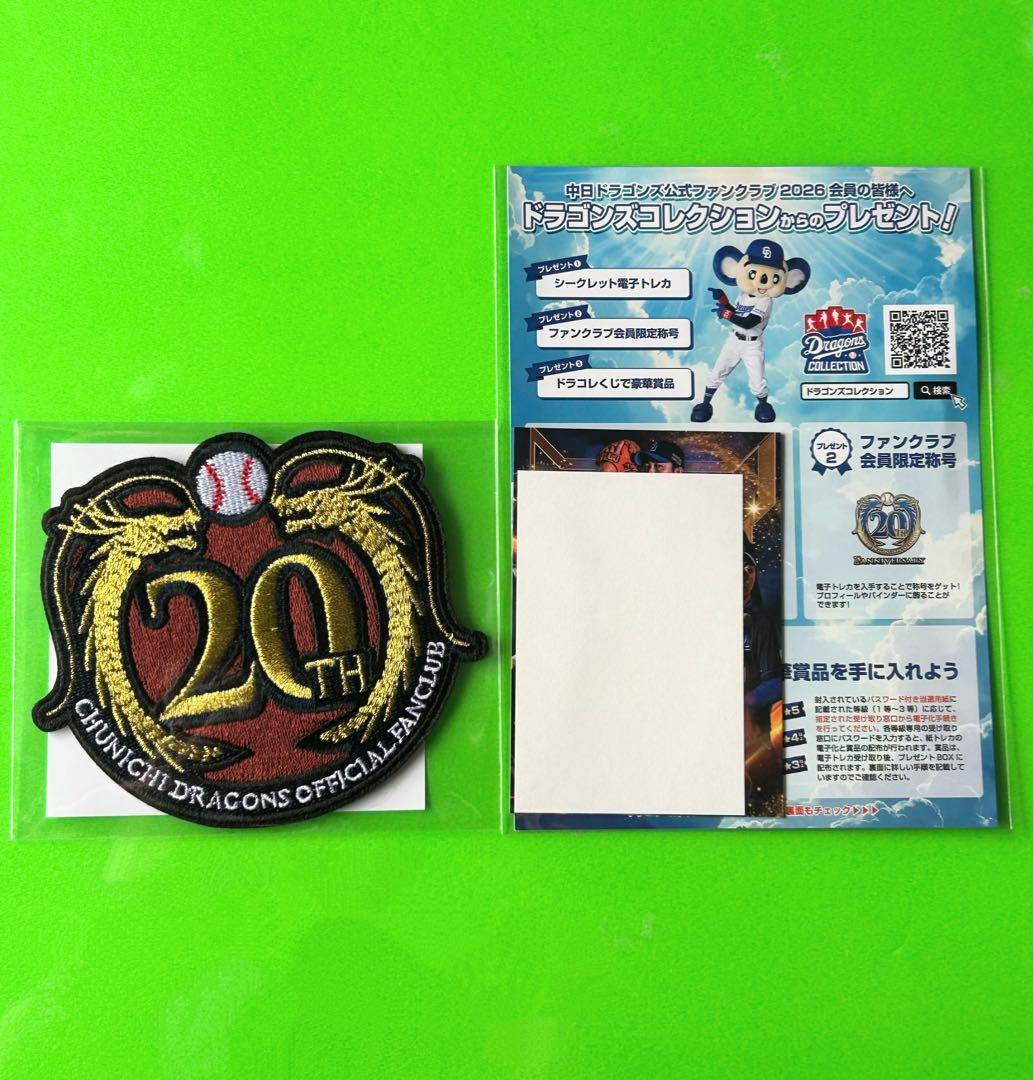 20TH
CHUNICHI DRAGONS OFFICIAL FANCLUB
中日ドラゴンズ公式ファンクラブ2026会員の皆様へ
ドラゴンズコレクションからのプレゼント!
プレゼント1
シークレット電子トレカ
プレゼント2
ファンクラブ会員限定称号
プレゼント3
ドラコレくじで豪華賞品
Dragons
COLLECTION
ドラゴンズコレクション
検索
プレゼント
2
ファンクラブ
会員限定称号
20TH
ANNIVERSARY
電子トレカを入手することで称号をゲット!
プロフィールやバインダーに飾ることが
できます!
賞品を手に入れよう
★5
★4
★3
封入されているパスワード付き当選用紙に
記載された等級(1等~3等)に応じて、
指定された受け取り窓口から電子化手続き
を行ってください。各等級専用の受け取り
窓口にパスワードを入力すると、紙トレカの
電子化と賞品の配布が行われます。賞品は、
電子トレカ受け取り後、プレゼントBOXに
配布されます。裏面に詳しい手順を記載して
いますのでご確認ください。
裏面もチェック▶▶▶